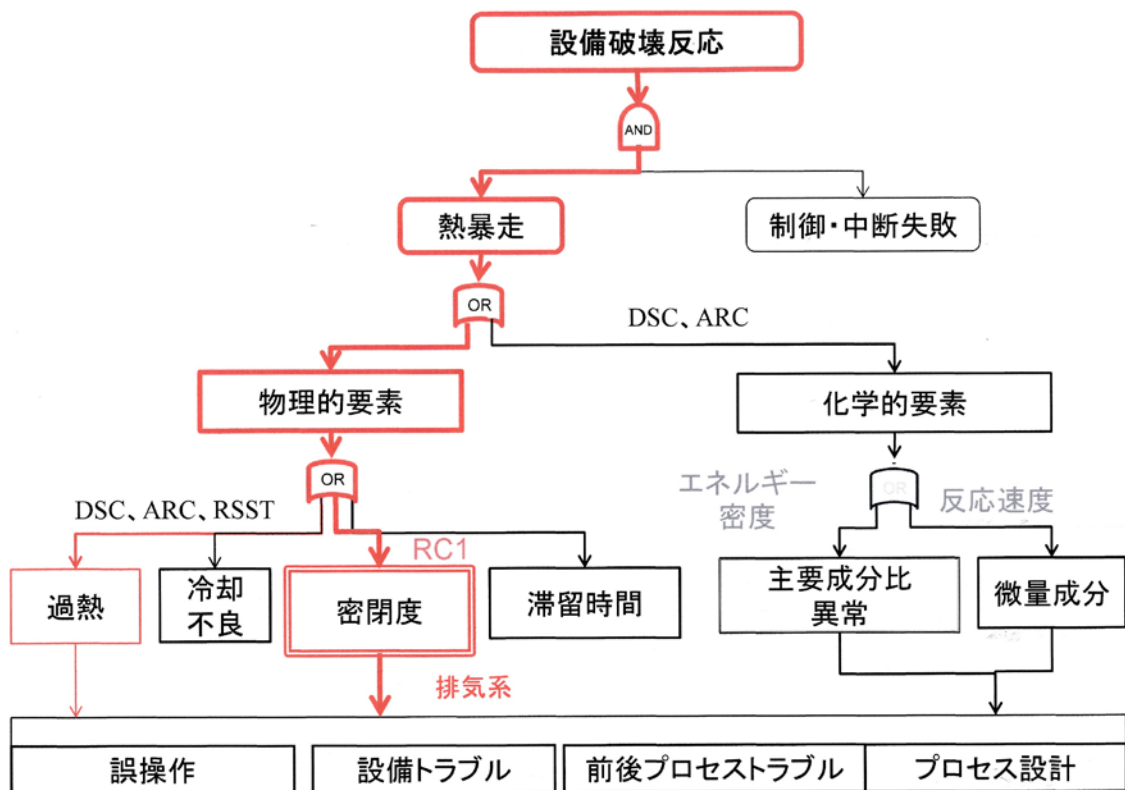 設備破壊反応
AND
熱暴走
制御・中断失敗
OR
DSC、ARC
物理的要素
化学的要素
OR
OR
エネルギー
密度
反応速度
DSC、ARC、RSST
RC1
過熱
冷却
不良
密閉度
滞留時間
主要成分比
異常
微量成分
排気系
誤操作
設備トラブル
前後プロセストラブル
プロセス設計